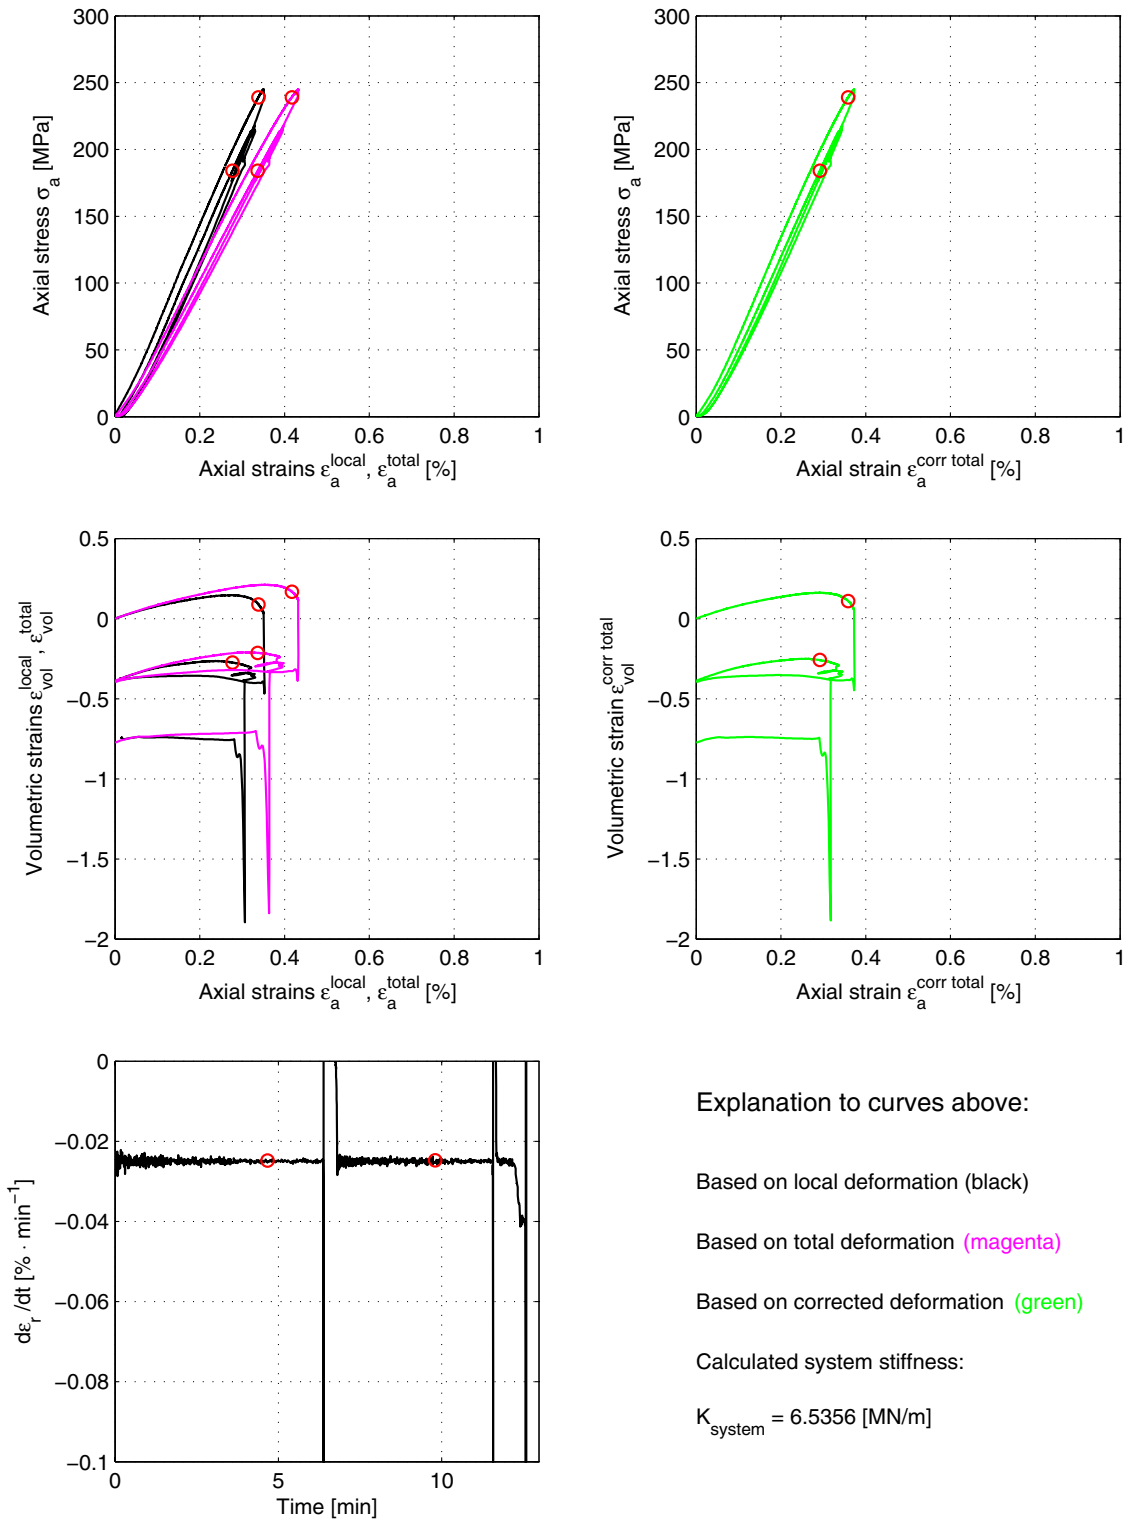 300
250
200
150
100
50
0
0 0.2 0.4 0.6 0.8 1
Axial stress σa [MPa]
Axial strains εa^local, εa^total [%]
300
250
200
150
100
50
0
0 0.2 0.4 0.6 0.8 1
Axial stress σa [MPa]
Axial strain εa^corr total [%]
0.5
0
−0.5
−1
−1.5
−2
0 0.2 0.4 0.6 0.8 1
Volumetric strains εvol^local, εvol^total
Axial strains εa^local, εa^total [%]
0.5
0
−0.5
−1
−1.5
−2
0 0.2 0.4 0.6 0.8 1
Volumetric strain εvol^corr total
Axial strain εa^corr total [%]
0
−0.02
−0.04
−0.06
−0.08
−0.1
0 5 10
dεr /dt [% · min−1]
Time [min]
Explanation to curves above:
Based on local deformation (black)
Based on total deformation (magenta)
Based on corrected deformation (green)
Calculated system stiffness:
Ksystem = 6.5356 [MN/m]